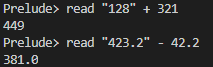 Prelude> read "128" + 321
449
Prelude> read "423.2" - 42.2
381.0